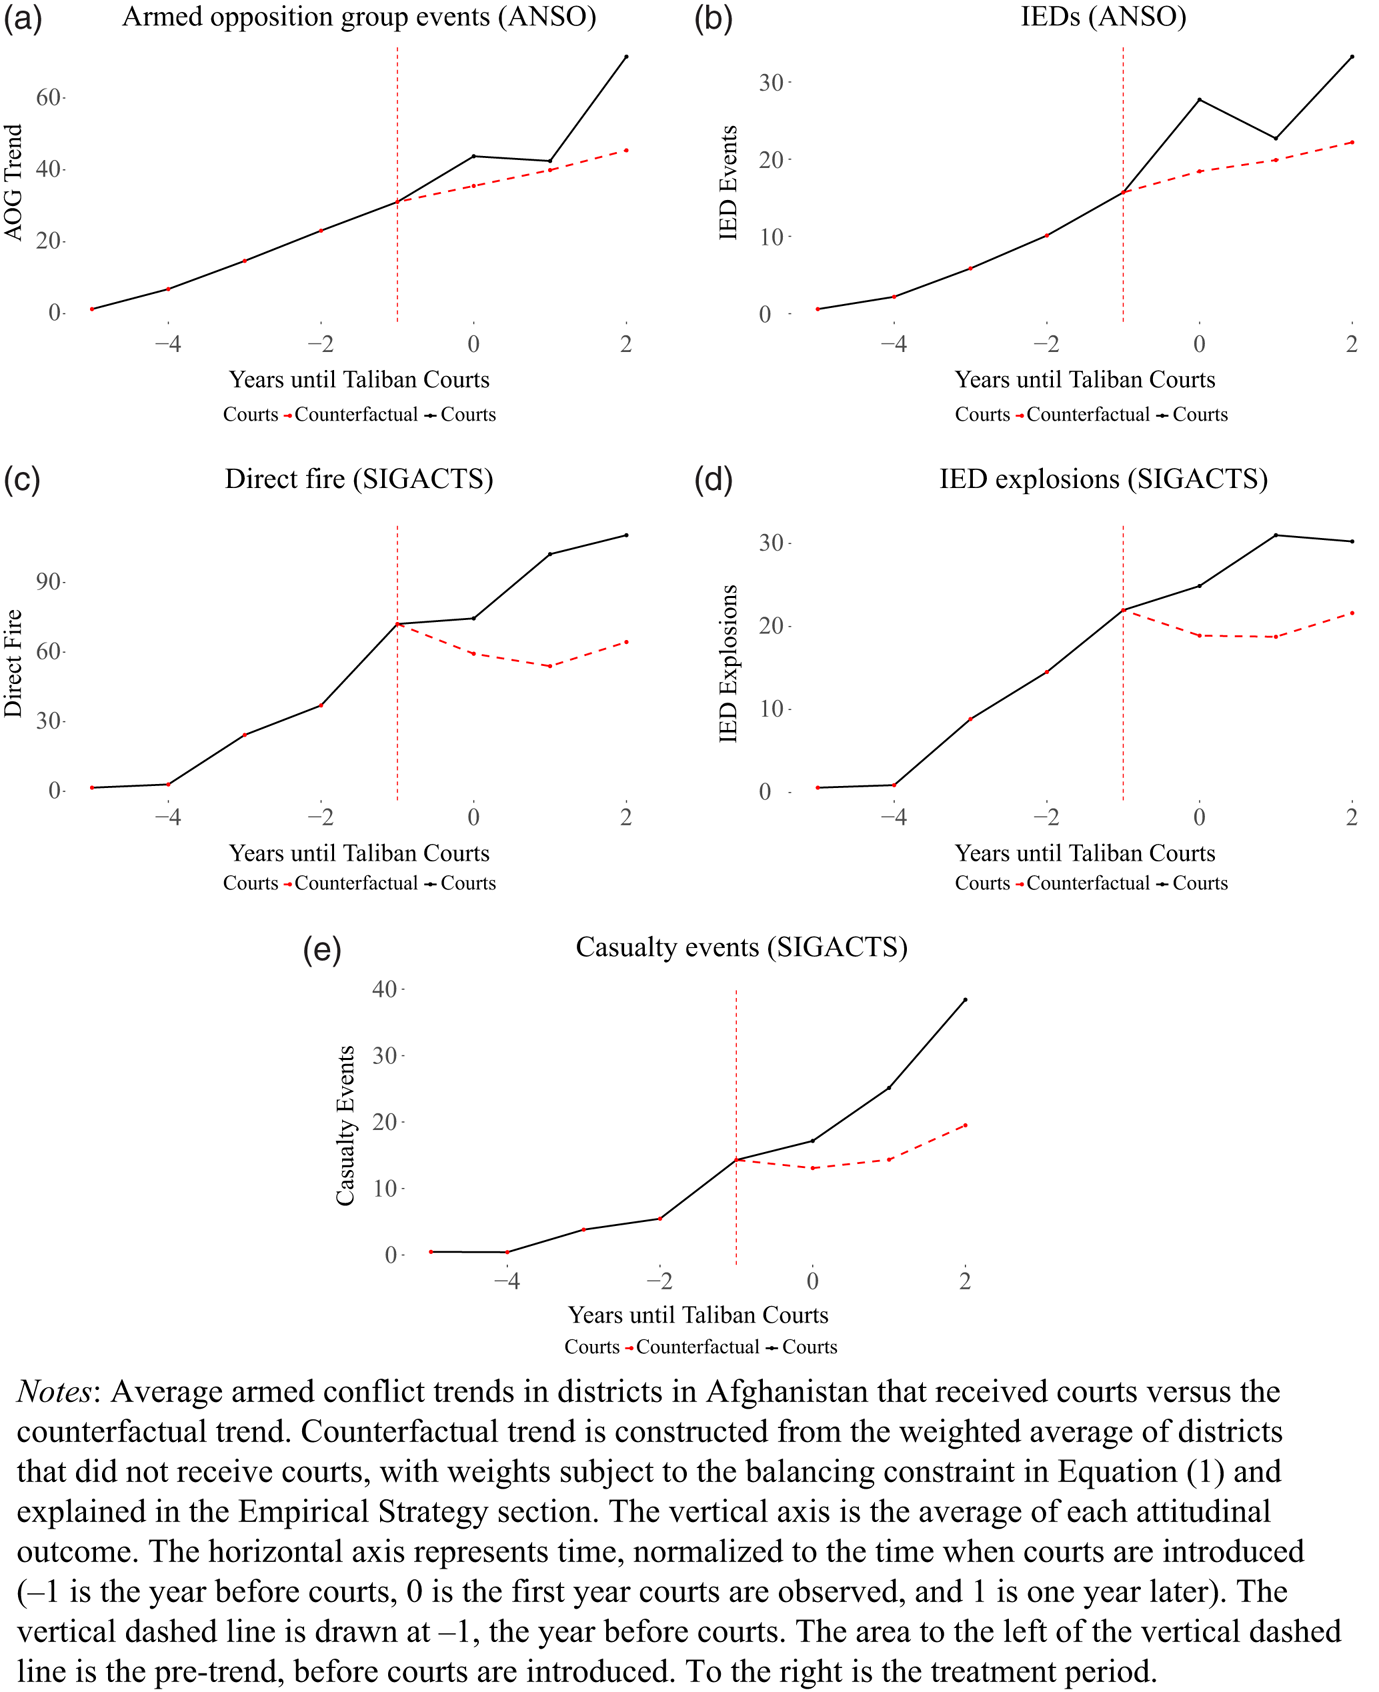 (a) Armed opposition group events (ANSO)
AOG Trend
60
40
20
0
−4 −2 0 2
Years until Taliban Courts
Courts Counterfactual Courts
(b) IEDs (ANSO)
IED Events
30
20
10
0
−4 −2 0 2
Years until Taliban Courts
Courts Counterfactual Courts
(c) Direct fire (SIGACTS)
Direct Fire
90
60
30
0
−4 −2 0 2
Years until Taliban Courts
Courts Counterfactual Courts
(d) IED explosions (SIGACTS)
IED Explosions
30
20
10
0
−4 −2 0 2
Years until Taliban Courts
Courts Counterfactual Courts
(e) Casualty events (SIGACTS)
Casualty Events
40
30
20
10
0
−4 −2 0 2
Years until Taliban Courts
Courts Counterfactual Courts
Notes: Average armed conflict trends in districts in Afghanistan that received courts versus the
counterfactual trend. Counterfactual trend is constructed from the weighted average of districts
that did not receive courts, with weights subject to the balancing constraint in Equation (1) and
explained in the Empirical Strategy section. The vertical axis is the average of each attitudinal
outcome. The horizontal axis represents time, normalized to the time when courts are introduced
(–1 is the year before courts, 0 is the first year courts are observed, and 1 is one year later). The
vertical dashed line is drawn at –1, the year before courts. The area to the left of the vertical dashed
line is the pre-trend, before courts are introduced. To the right is the treatment period.